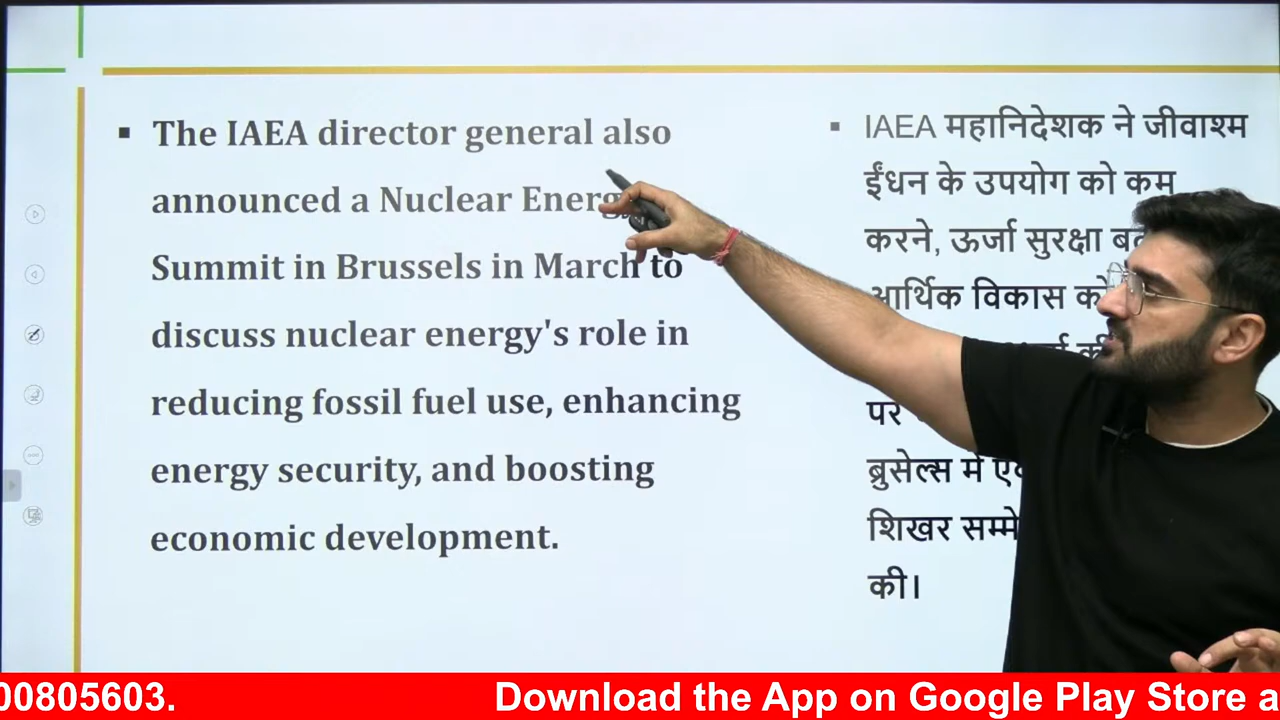 ▪ The IAEA director general also
announced a Nuclear Energy
Summit in Brussels in March to
discuss nuclear energy's role in
reducing fossil fuel use, enhancing
energy security, and boosting
economic development.
▪ IAEA महानिदेशक ने जीवाश्म
ईंधन के उपयोग को कम
करने, ऊर्जा सुरक्षा
आर्थिक विकास को
पर
ब्रुसेल्स में
शिखर
की।
00805603.
Download the App on Google Play Store a